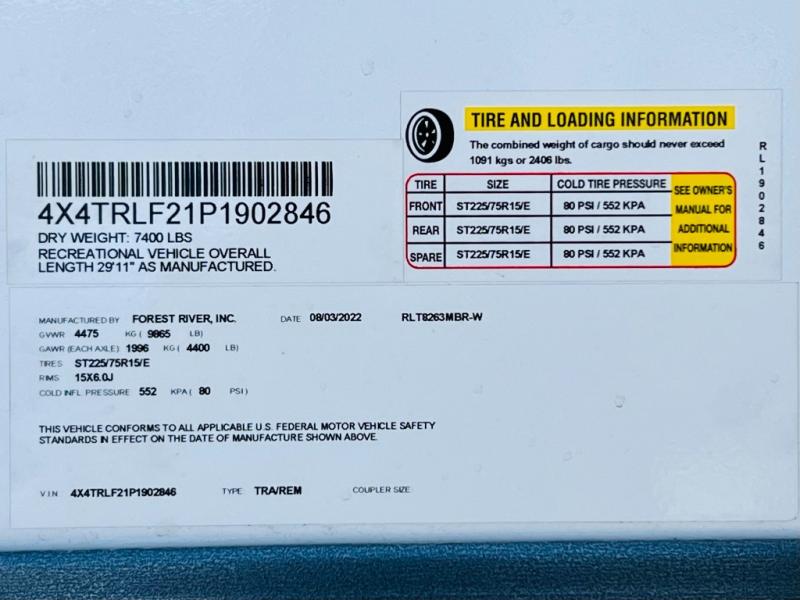 TIRE AND LOADING INFORMATION
The combined weight of cargo should never exceed
1091 kgs or 2406 lbs.
TIRE SIZE COLD TIRE PRESSURE
FRONT ST225/75R15/E 80 PSI / 552 KPA
REAR ST225/75R15/E 80 PSI / 552 KPA
SPARE ST225/75R15/E 80 PSI / 552 KPA
SEE OWNER'S
MANUAL FOR
ADDITIONAL
INFORMATION
RL1902846
4X4TRLF21P1902846
DRY WEIGHT: 7400 LBS
RECREATIONAL VEHICLE OVERALL
LENGTH 29'11" AS MANUFACTURED.
MANUFACTURED BY FOREST RIVER, INC. DATE 08/03/2022 RLT8263MBR-W
GVWR 4475 KG ( 9865 LB)
GAWR (EACH AXLE) 1996 KG ( 4400 LB)
TIRES ST225/75R15/E
RIMS 15X6.0J
COLD INFL. PRESSURE 552 KPA ( 80 PSI )
THIS VEHICLE CONFORMS TO ALL APPLICABLE U.S. FEDERAL MOTOR VEHICLE SAFETY
STANDARDS IN EFFECT ON THE DATE OF MANUFACTURE SHOWN ABOVE.
V I N 4X4TRLF21P1902846 TYPE TRA/REM COUPLER SIZE